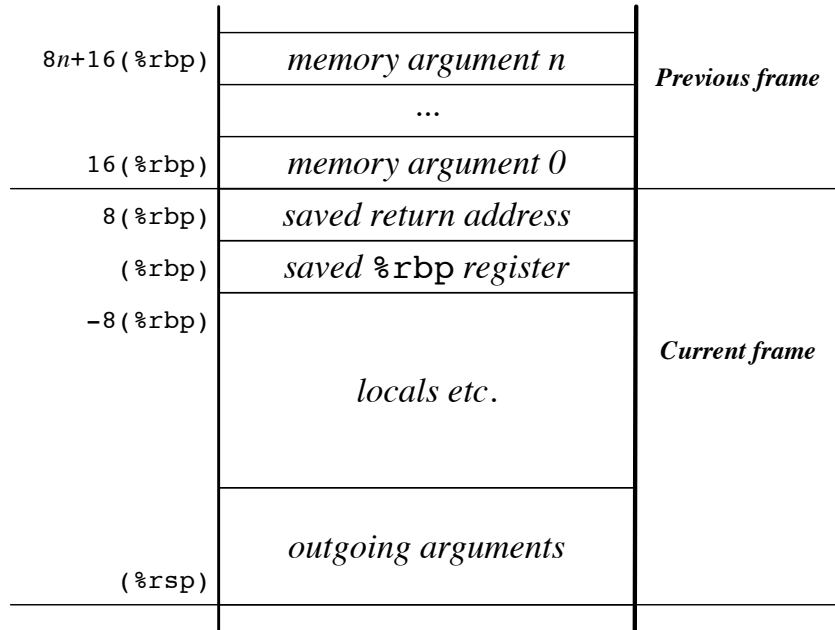 8n+16(%rbp) memory argument n
Previous frame
...
16(%rbp) memory argument 0
8(%rbp) saved return address
(%rbp) saved %rbp register
-8(%rbp)
Current frame
locals etc.
outgoing arguments
(%rsp)